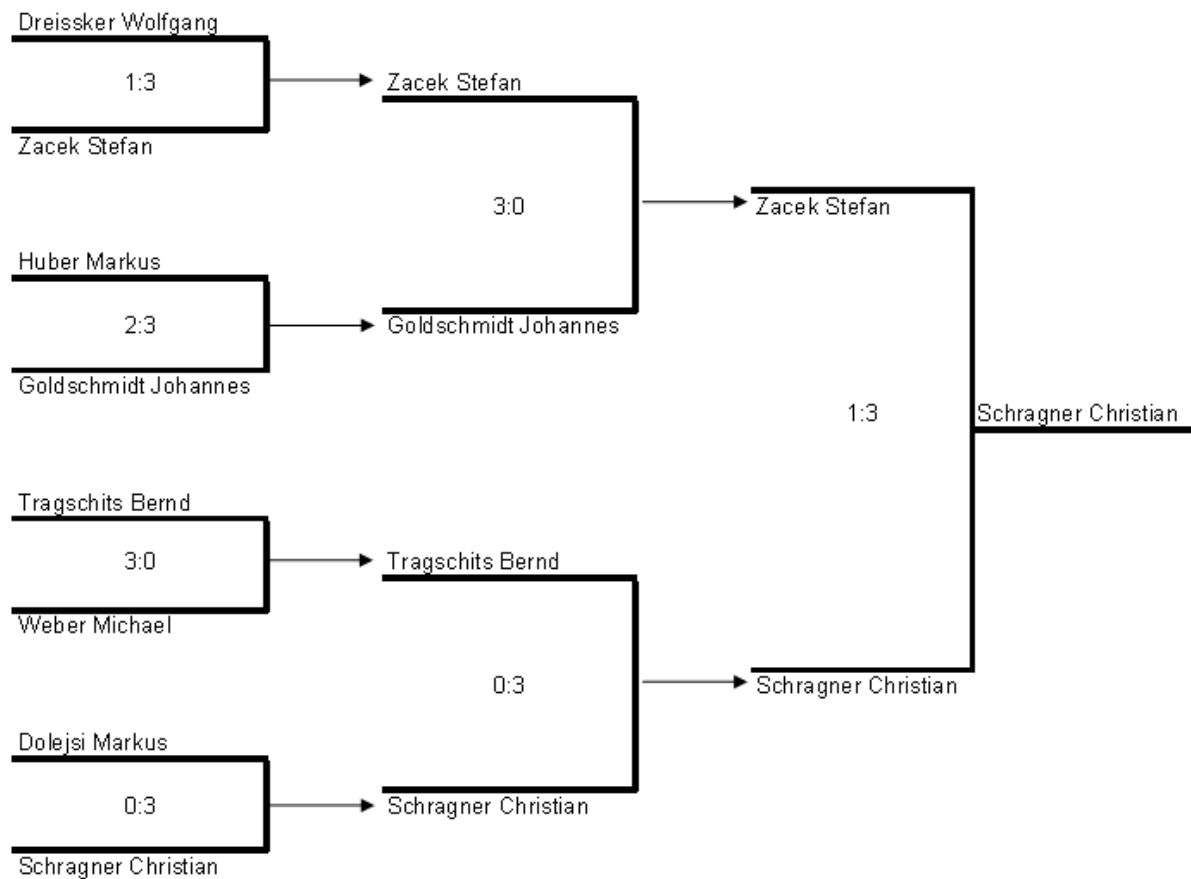 Dreissker Wolfgang
1:3
Zacek Stefan
Zacek Stefan
3:0
Zacek Stefan
Huber Markus
2:3
Goldschmidt Johannes
Goldschmidt Johannes
1:3
Schragner Christian
Tragschits Bernd
3:0
Weber Michael
Tragschits Bernd
0:3
Schragner Christian
Dolejsi Markus
0:3
Schragner Christian
Schragner Christian